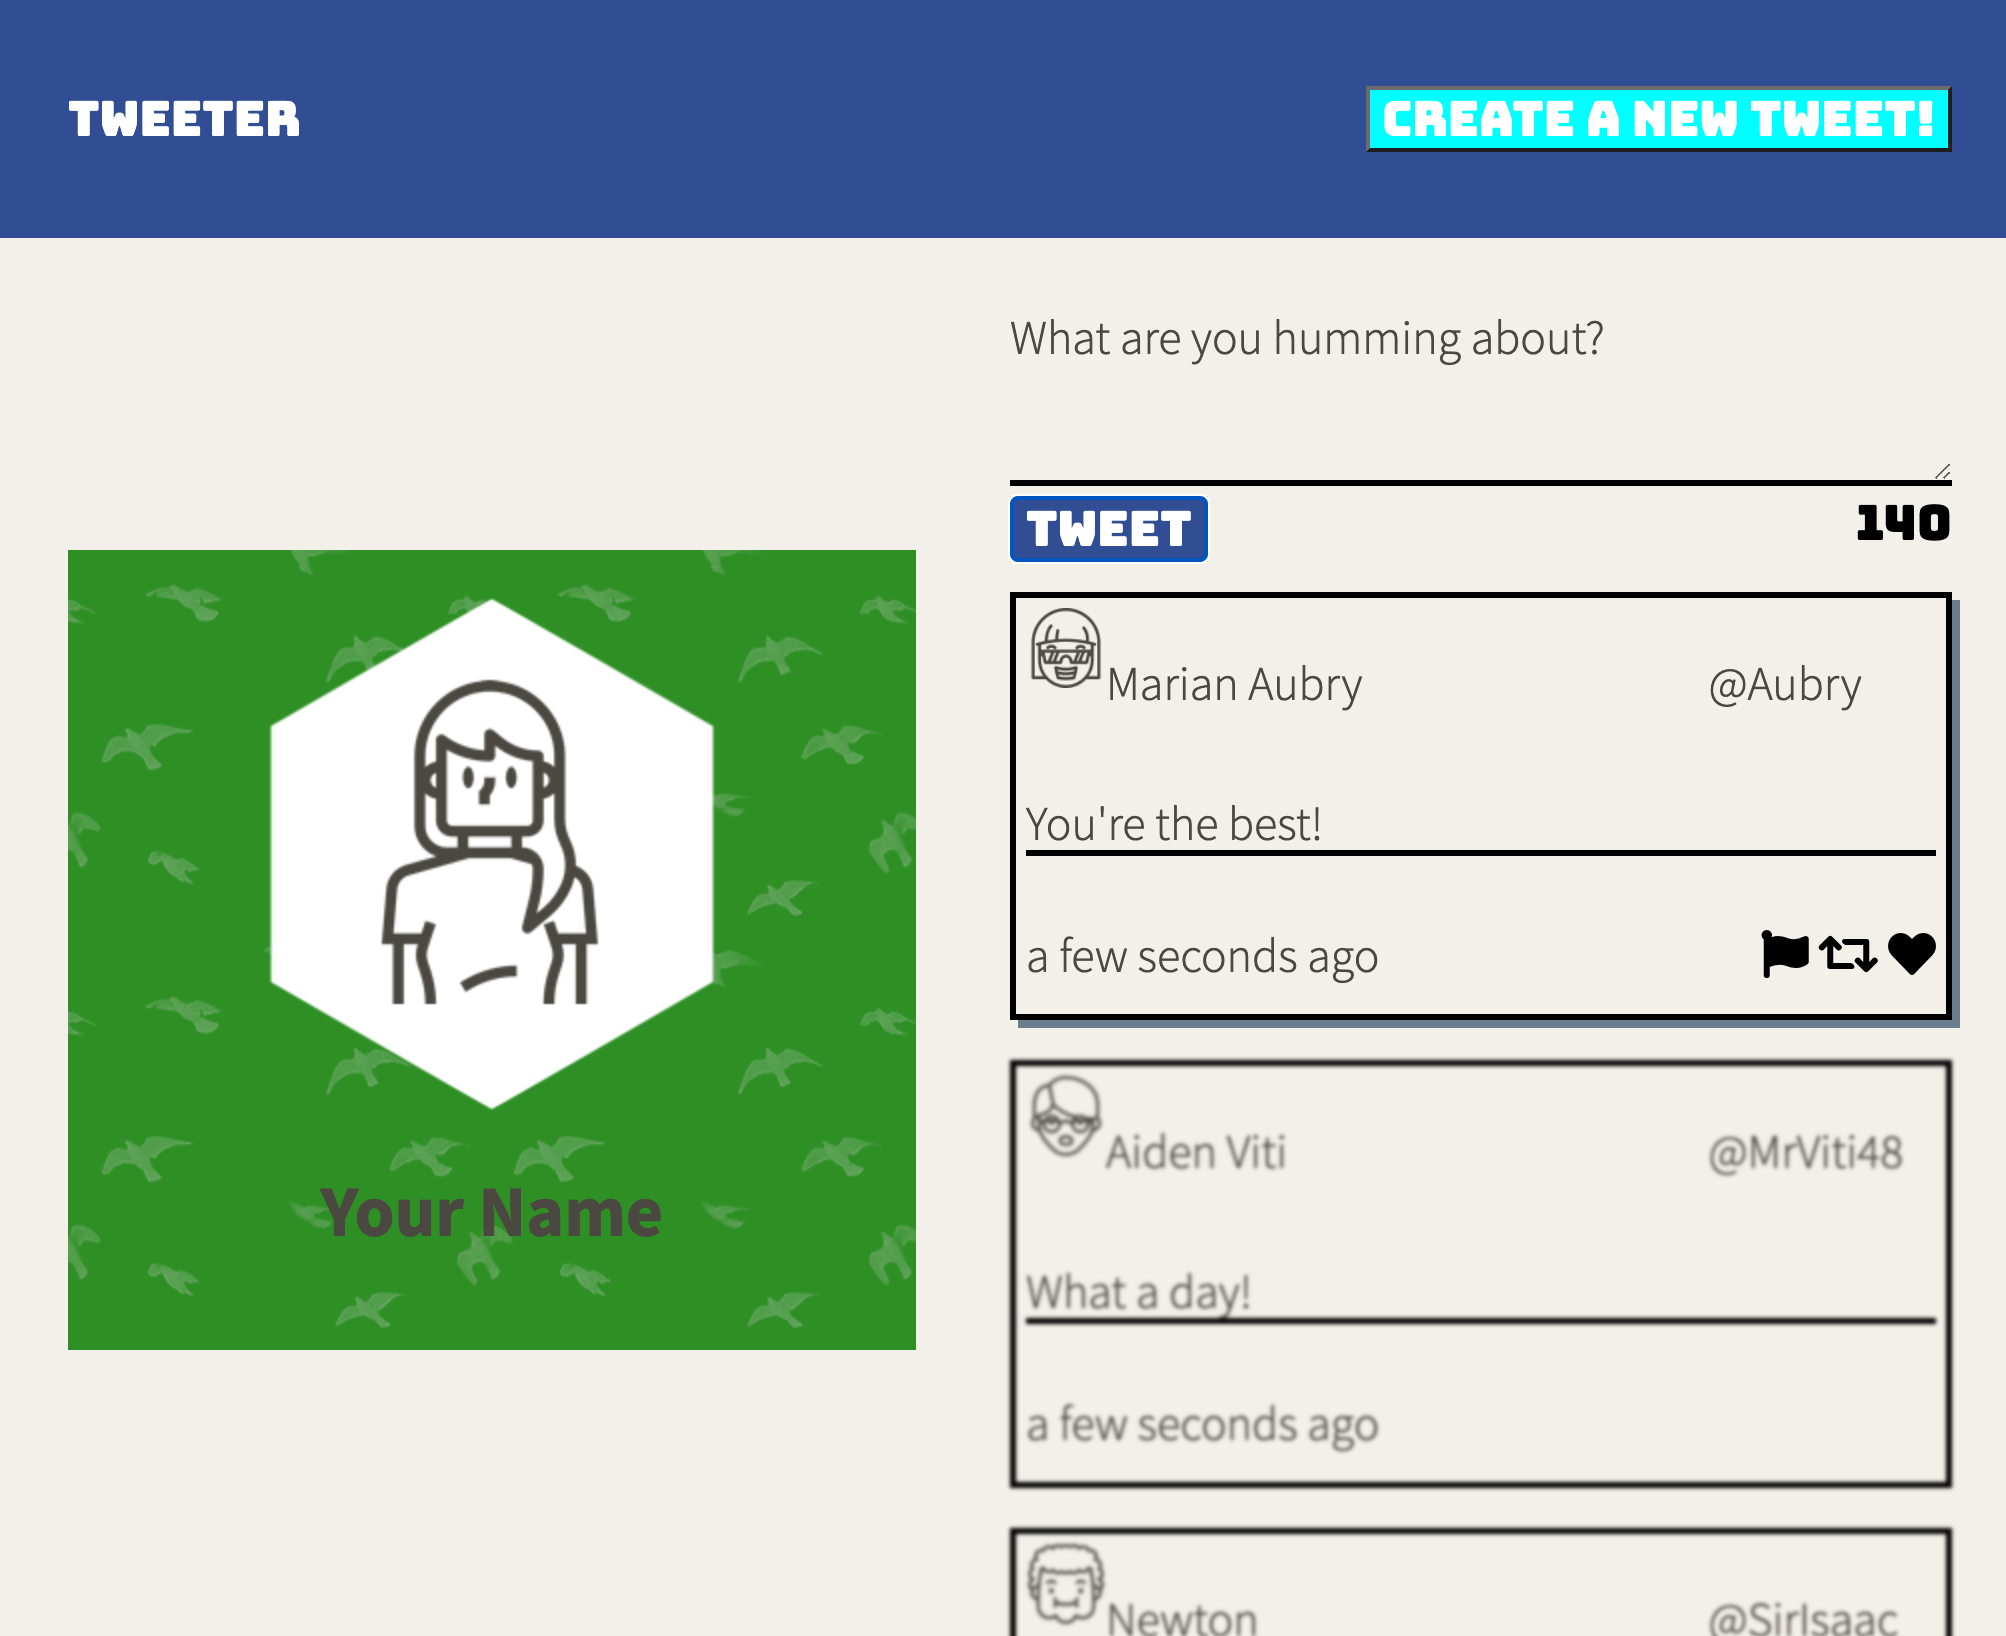 TWEETER
CREATE A NEW TWEET!
What are you humming about?
TWEET
140
Marian Aubry @Aubry
You're the best!
a few seconds ago
Aiden Viti @MrViti48
What a day!
a few seconds ago
Newton @SirIsaac
Your Name